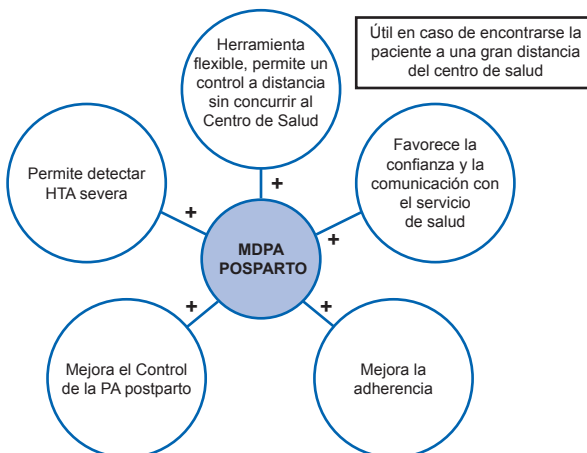 Herramienta
flexible, permite un
control a distancia
sin concurrir al
Centro de Salud
Útil en caso de encontrarse la
paciente a una gran distancia
del centro de salud
Permite detectar
HTA severa
Favorece la
confianza y la
comunicación con
el servicio
de salud
+
+
+
MDPA
POSPARTO
+
+
Mejora el Control
de la PA postparto
Mejora la
adherencia